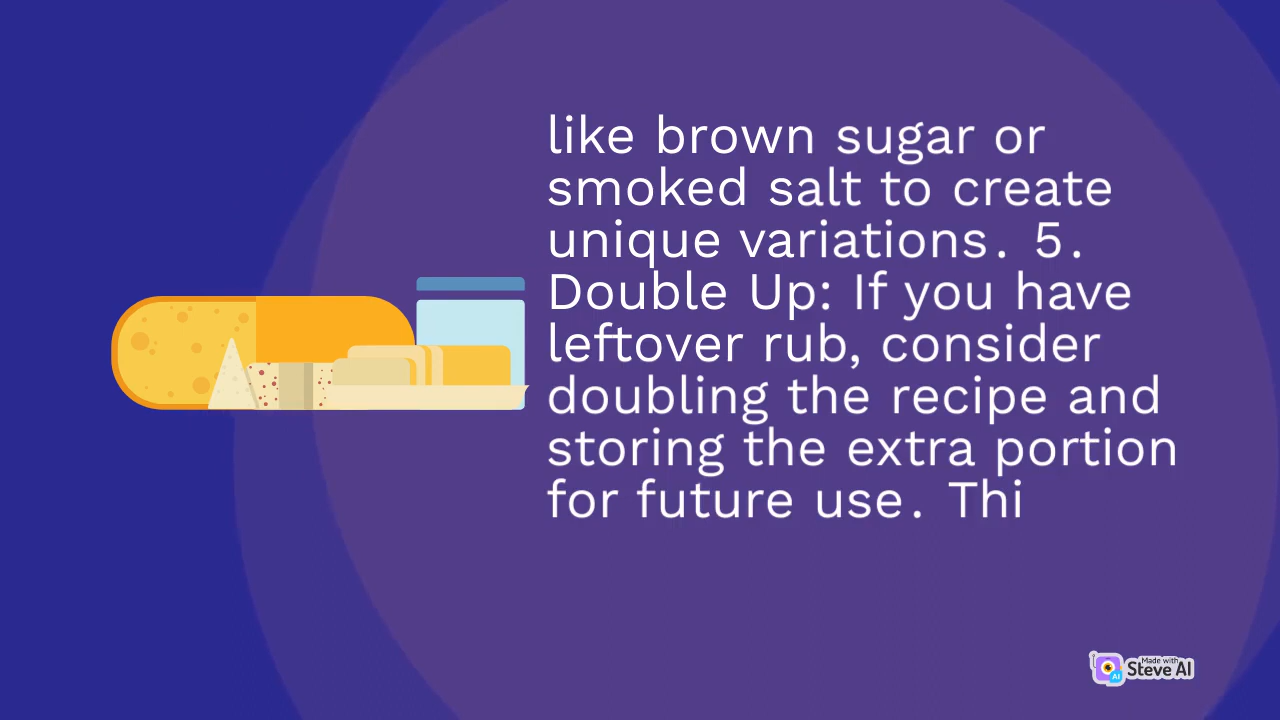 like brown sugar or
smoked salt to create
unique variations. 5.
Double Up: If you have
leftover rub, consider
doubling the recipe and
storing the extra portion
for future use. Thi
Made with
Steve AI
AI